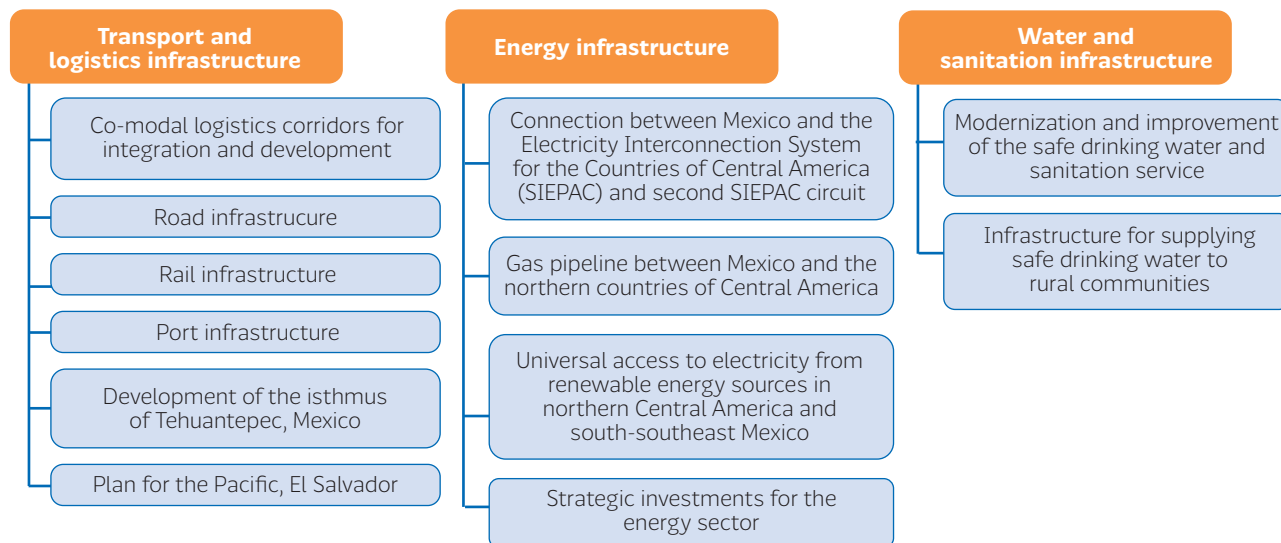 Transport and
logistics infrastructure
Co-modal logistics corridors for
integration and development
Road infrastrucure
Rail infrastructure
Port infrastructure
Development of the isthmus
of Tehuantepec, Mexico
Plan for the Pacific, El Salvador
Energy infrastructure
Connection between Mexico and the
Electricity Interconnection System
for the Countries of Central America
(SIEPAC) and second SIEPAC circuit
Gas pipeline between Mexico and the
northern countries of Central America
Universal access to electricity from
renewable energy sources in
northern Central America and
south-southeast Mexico
Strategic investments for the
energy sector
Water and
sanitation infrastructure
Modernization and improvement
of the safe drinking water and
sanitation service
Infrastructure for supplying
safe drinking water to
rural communities